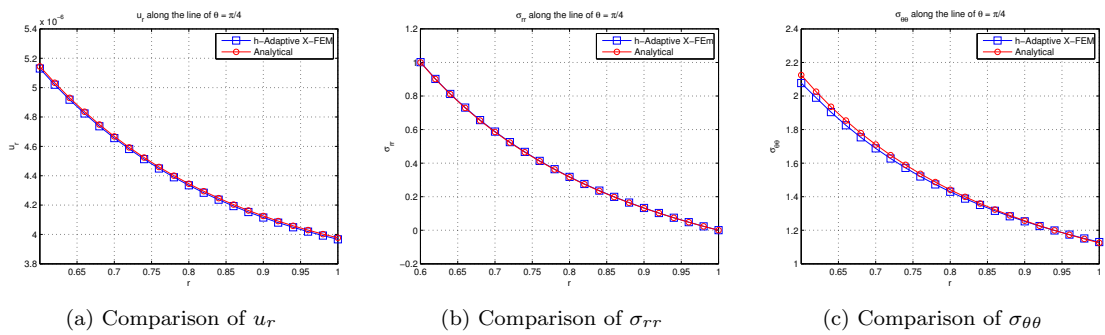 u_r along the line of θ = π/4
x 10^-6
5.4
5.2
5
4.8
4.6
4.4
4.2
4
3.8
u_r
0.65 0.7 0.75 0.8 0.85 0.9 0.95 1
r
h-Adaptive X-FEM
Analytical
(a) Comparison of u_r
σ_rr along the line of θ = π/4
1.2
1
0.8
0.6
0.4
0.2
0
−0.2
σ_rr
0.6 0.65 0.7 0.75 0.8 0.85 0.9 0.95 1
r
h-Adaptive X-FEm
Analytical
(b) Comparison of σ_rr
σ_θθ along the line of θ = π/4
2.4
2.2
2
1.8
1.6
1.4
1.2
1
σ_θθ
0.65 0.7 0.75 0.8 0.85 0.9 0.95 1
r
h-Adaptive X-FEM
Analytical
(c) Comparison of σ_θθ